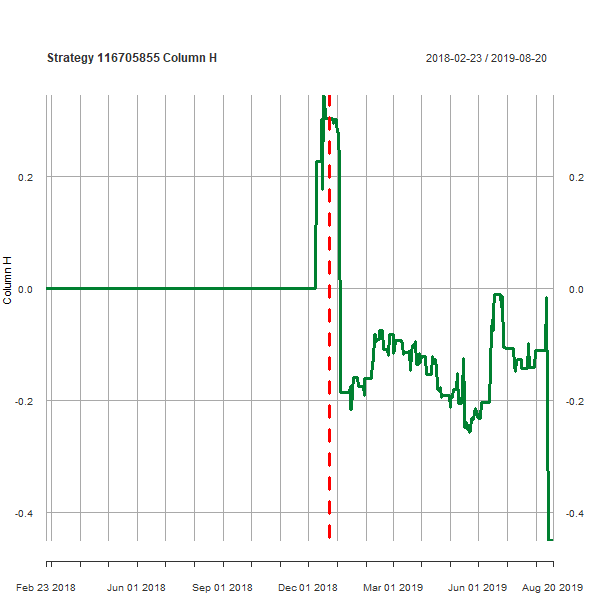 Strategy 116705855 Column H
2018-02-23 / 2019-08-20
0.2
0.2
0.0
0.0
-0.2
-0.2
-0.4
-0.4
Column H
Feb 23 2018
Jun 01 2018
Sep 01 2018
Dec 01 2018
Mar 01 2019
Jun 01 2019
Aug 20 2019